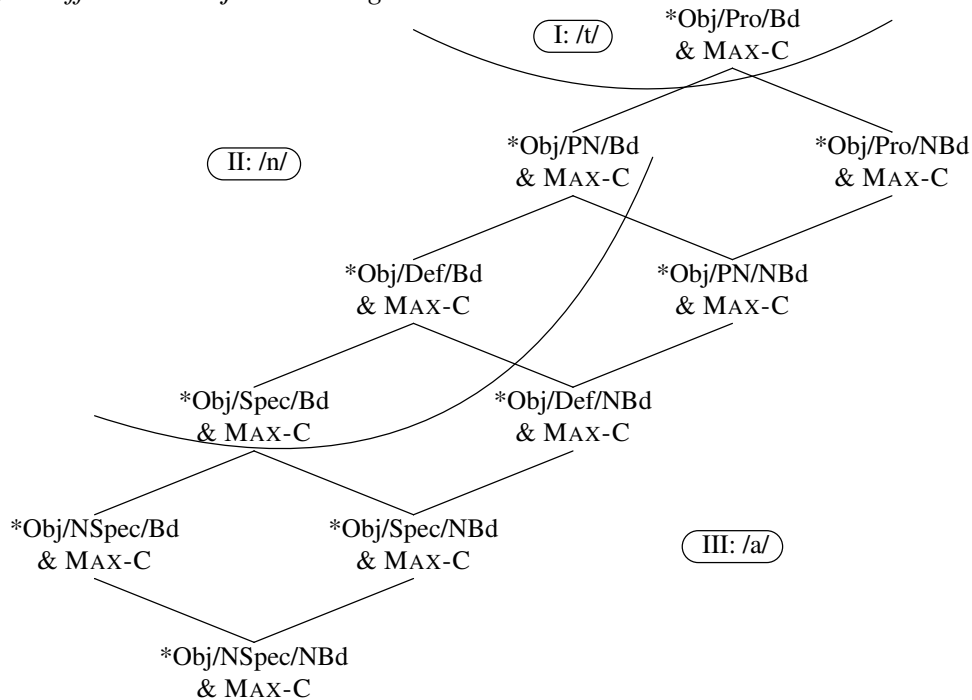 *Obj/Pro/Bd
& MAX-C
I: /t/
*Obj/PN/Bd
& MAX-C
*Obj/Pro/NBd
& MAX-C
II: /n/
*Obj/Def/Bd
& MAX-C
*Obj/PN/NBd
& MAX-C
*Obj/Spec/Bd
& MAX-C
*Obj/Def/NBd
& MAX-C
*Obj/NSpec/Bd
& MAX-C
*Obj/Spec/NBd
& MAX-C
III: /a/
*Obj/NSpec/NBd
& MAX-C